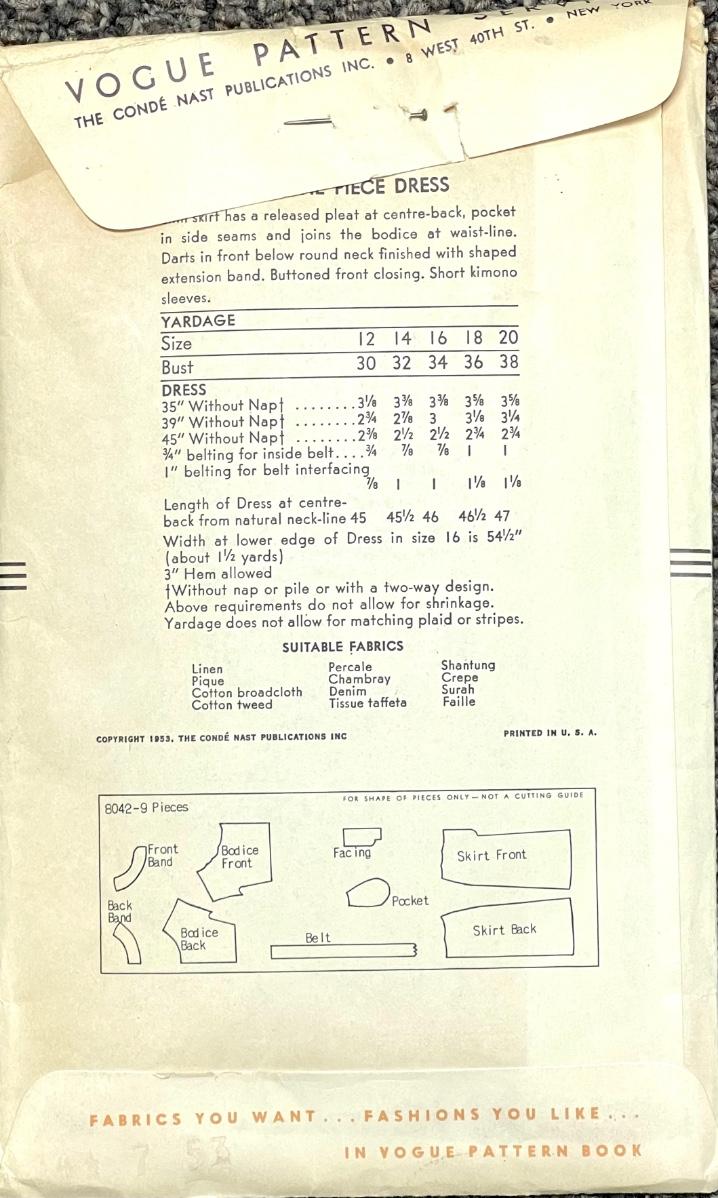 VOGUE PATTERN
THE CONDÉ NAST PUBLICATIONS INC. • 8 WEST 40TH ST. • NEW YORK
PIECE DRESS
skirt has a released pleat at centre-back, pocket
in side seams and joins the bodice at waist-line.
Darts in front below round neck finished with shaped
extension band. Buttoned front closing. Short kimono
sleeves.
YARDAGE
Size 12 14 16 18 20
Bust 30 32 34 36 38
DRESS
35" Without Nap† ........3⅛ 3⅜ 3⅜ 3⅝ 3⅝
39" Without Nap† ........2¾ 2⅞ 3 3⅛ 3¼
45" Without Nap† ........2⅜ 2½ 2½ 2¾ 2¾
¾" belting for inside belt....¾ ⅞ ⅞ 1 1
1" belting for belt interfacing
⅞ 1 1 1⅛ 1⅛
Length of Dress at centre-
back from natural neck-line 45 45½ 46 46½ 47
Width at lower edge of Dress in size 16 is 54½"
(about 1½ yards)
3" Hem allowed
†Without nap or pile or with a two-way design.
Above requirements do not allow for shrinkage.
Yardage does not allow for matching plaid or stripes.
SUITABLE FABRICS
Linen Percale Shantung
Pique Chambray Crepe
Cotton broadcloth Denim Surah
Cotton tweed Tissue taffeta Faille
COPYRIGHT 1953, THE CONDÉ NAST PUBLICATIONS INC PRINTED IN U. S. A.
FOR SHAPE OF PIECES ONLY—NOT A CUTTING GUIDE
8042-9 Pieces
Front
Band
Bodice
Front
Facing
Skirt Front
Back
Band
Pocket
Bodice
Back
Belt
Skirt Back
FABRICS YOU WANT...FASHIONS YOU LIKE...
IN VOGUE PATTERN BOOK